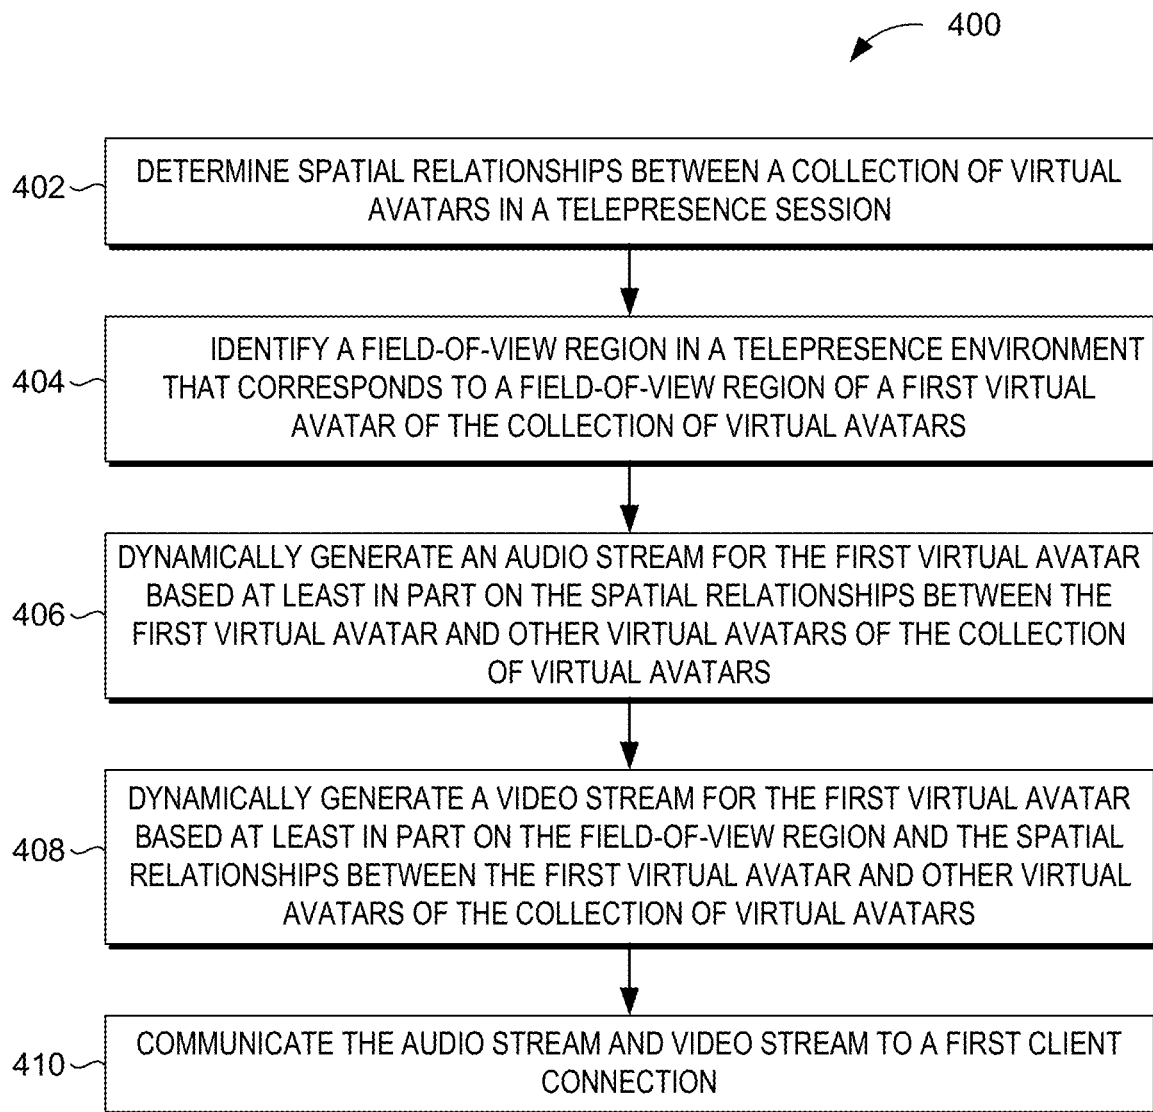 400
402
DETERMINE SPATIAL RELATIONSHIPS BETWEEN A COLLECTION OF VIRTUAL
AVATARS IN A TELEPRESENCE SESSION
404
IDENTIFY A FIELD-OF-VIEW REGION IN A TELEPRESENCE ENVIRONMENT
THAT CORRESPONDS TO A FIELD-OF-VIEW REGION OF A FIRST VIRTUAL
AVATAR OF THE COLLECTION OF VIRTUAL AVATARS
406
DYNAMICALLY GENERATE AN AUDIO STREAM FOR THE FIRST VIRTUAL AVATAR
BASED AT LEAST IN PART ON THE SPATIAL RELATIONSHIPS BETWEEN THE
FIRST VIRTUAL AVATAR AND OTHER VIRTUAL AVATARS OF THE COLLECTION
OF VIRTUAL AVATARS
408
DYNAMICALLY GENERATE A VIDEO STREAM FOR THE FIRST VIRTUAL AVATAR
BASED AT LEAST IN PART ON THE FIELD-OF-VIEW REGION AND THE SPATIAL
RELATIONSHIPS BETWEEN THE FIRST VIRTUAL AVATAR AND OTHER VIRTUAL
AVATARS OF THE COLLECTION OF VIRTUAL AVATARS
410
COMMUNICATE THE AUDIO STREAM AND VIDEO STREAM TO A FIRST CLIENT
CONNECTION